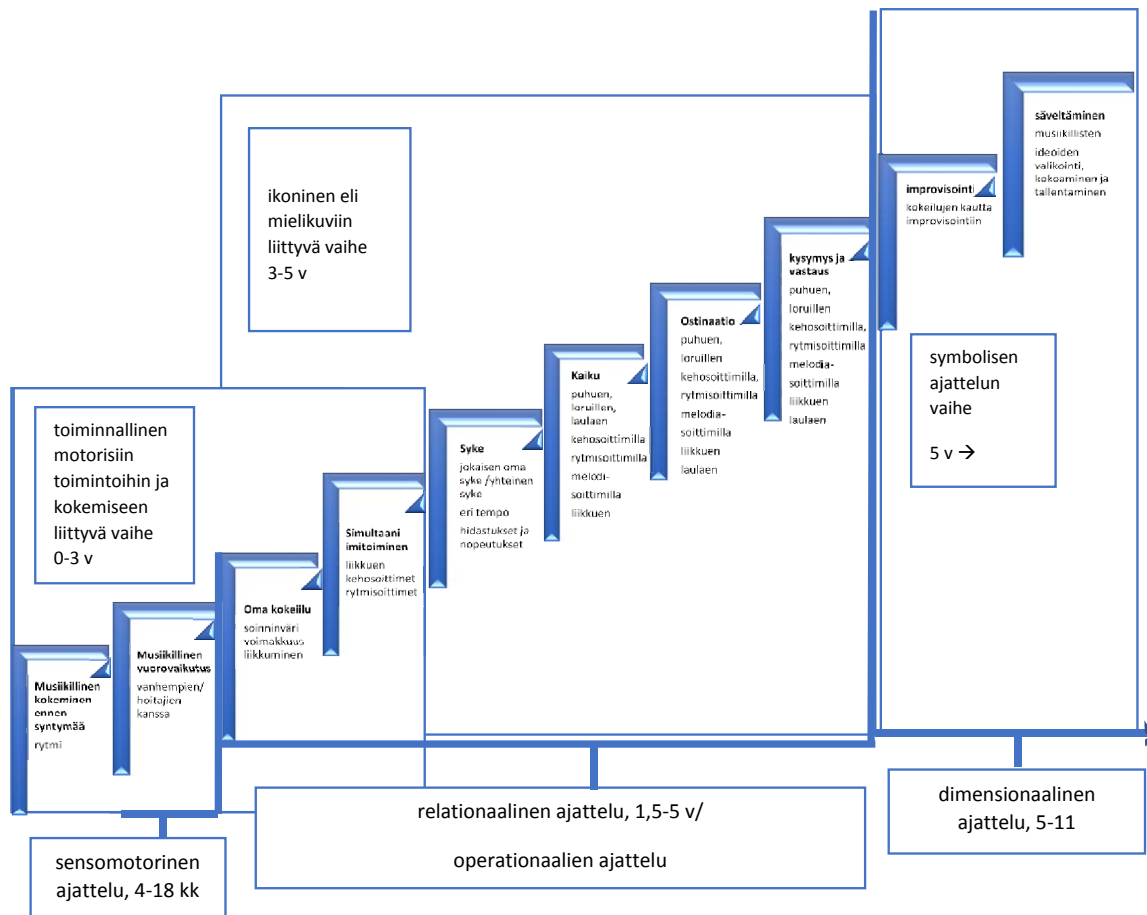 säveltäminen
musiikillisten
ideoiden
valikointi,
kokoaminen ja
tallentaminen
improvisointi
kokeilujen kautta
improvisointiin
ikoninen eli
mielikuviin
liittyvä vaihe
3-5 v
kysymys ja
vastaus
puhuen,
loruillen
kehosoittimilla,
rytmisoittimilla
melodia-
soittimilla
liikkuen
laulaen
Ostinaatio
puhuen,
loruillen
kehosoittimilla,
rytmisoittimilla
melodia-
soittimilla
liikkuen
laulaen
symbolisen
ajattelun
vaihe
5 v →
Kaiku
puhuen,
loruillen,
laulaen
kehosoittimilla
rytmisoittimilla
melodi-
soittimilla
liikkuen
toiminnallinen
motorisiin
toimintoihin ja
kokemiseen
liittyvä vaihe
0-3 v
Syke
jokaisen oma
syke /yhteinen
syke
eri tempo
hidastukset ja
nopeutukset
Simultaani
imitoiminen
liikkuen
kehosoittimet
rytmisoittimet
Oma kokeilu
soinninväri
voimakkuus
liikkuminen
Musiikillinen
vuorovaikutus
vanhempien/
hoitajien
kanssa
Musiikillinen
kokeminen
ennen
syntymää
rytmi
sensomotorinen
ajattelu, 4-18 kk
relationaalinen ajattelu, 1,5-5 v/
operationaalien ajattelu
dimensionaalinen
ajattelu, 5-11